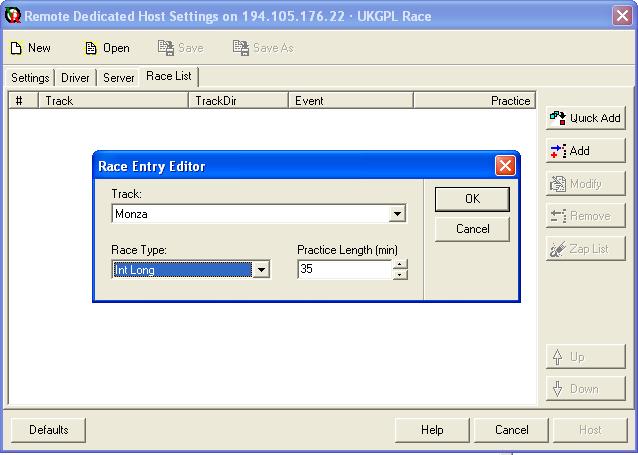 Remote Dedicated Host Settings on 194.105.176.22 - UKGPL Race
New Open Save Save As
Settings Driver Server Race List
# Track TrackDir Event Practice
Quick Add
Add
Modify
Remove
Zap List
Up
Down
Race Entry Editor
Track:
Monza
Race Type: Practice Length (min)
Int Long 35
OK
Cancel
Defaults Help Cancel Host